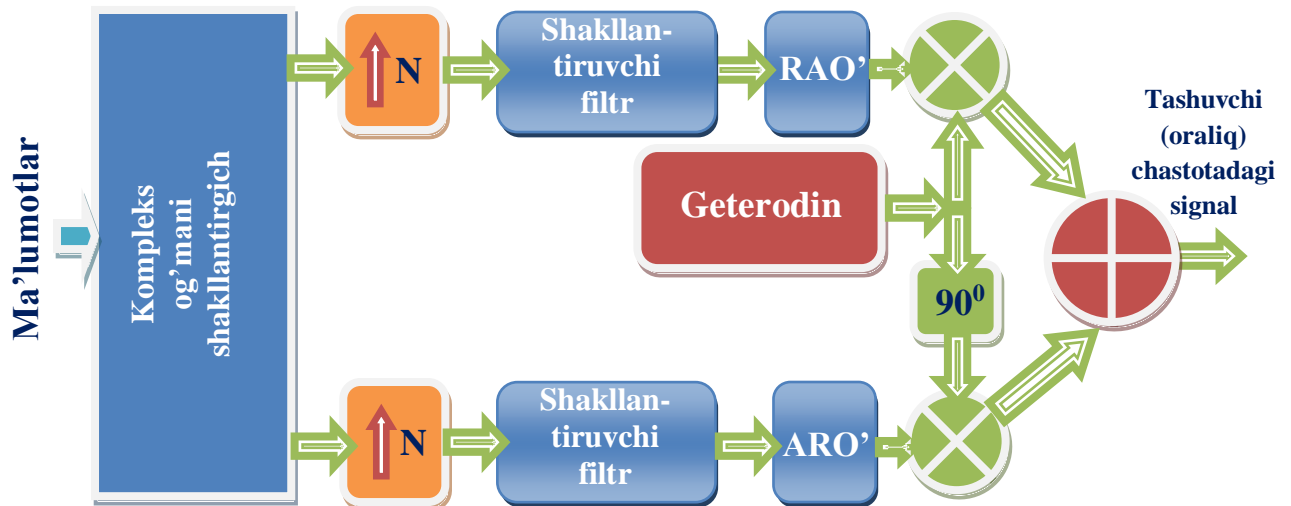 Ma’lumotlar
Kompleks
og’mani
shakllantirgich
N
Shakllan-
tiruvchi
filtr
RAO’
Geterodin
90⁰
Tashuvchi
(oraliq)
chastotadagi
signal
N
Shakllan-
tiruvchi
filtr
ARO’